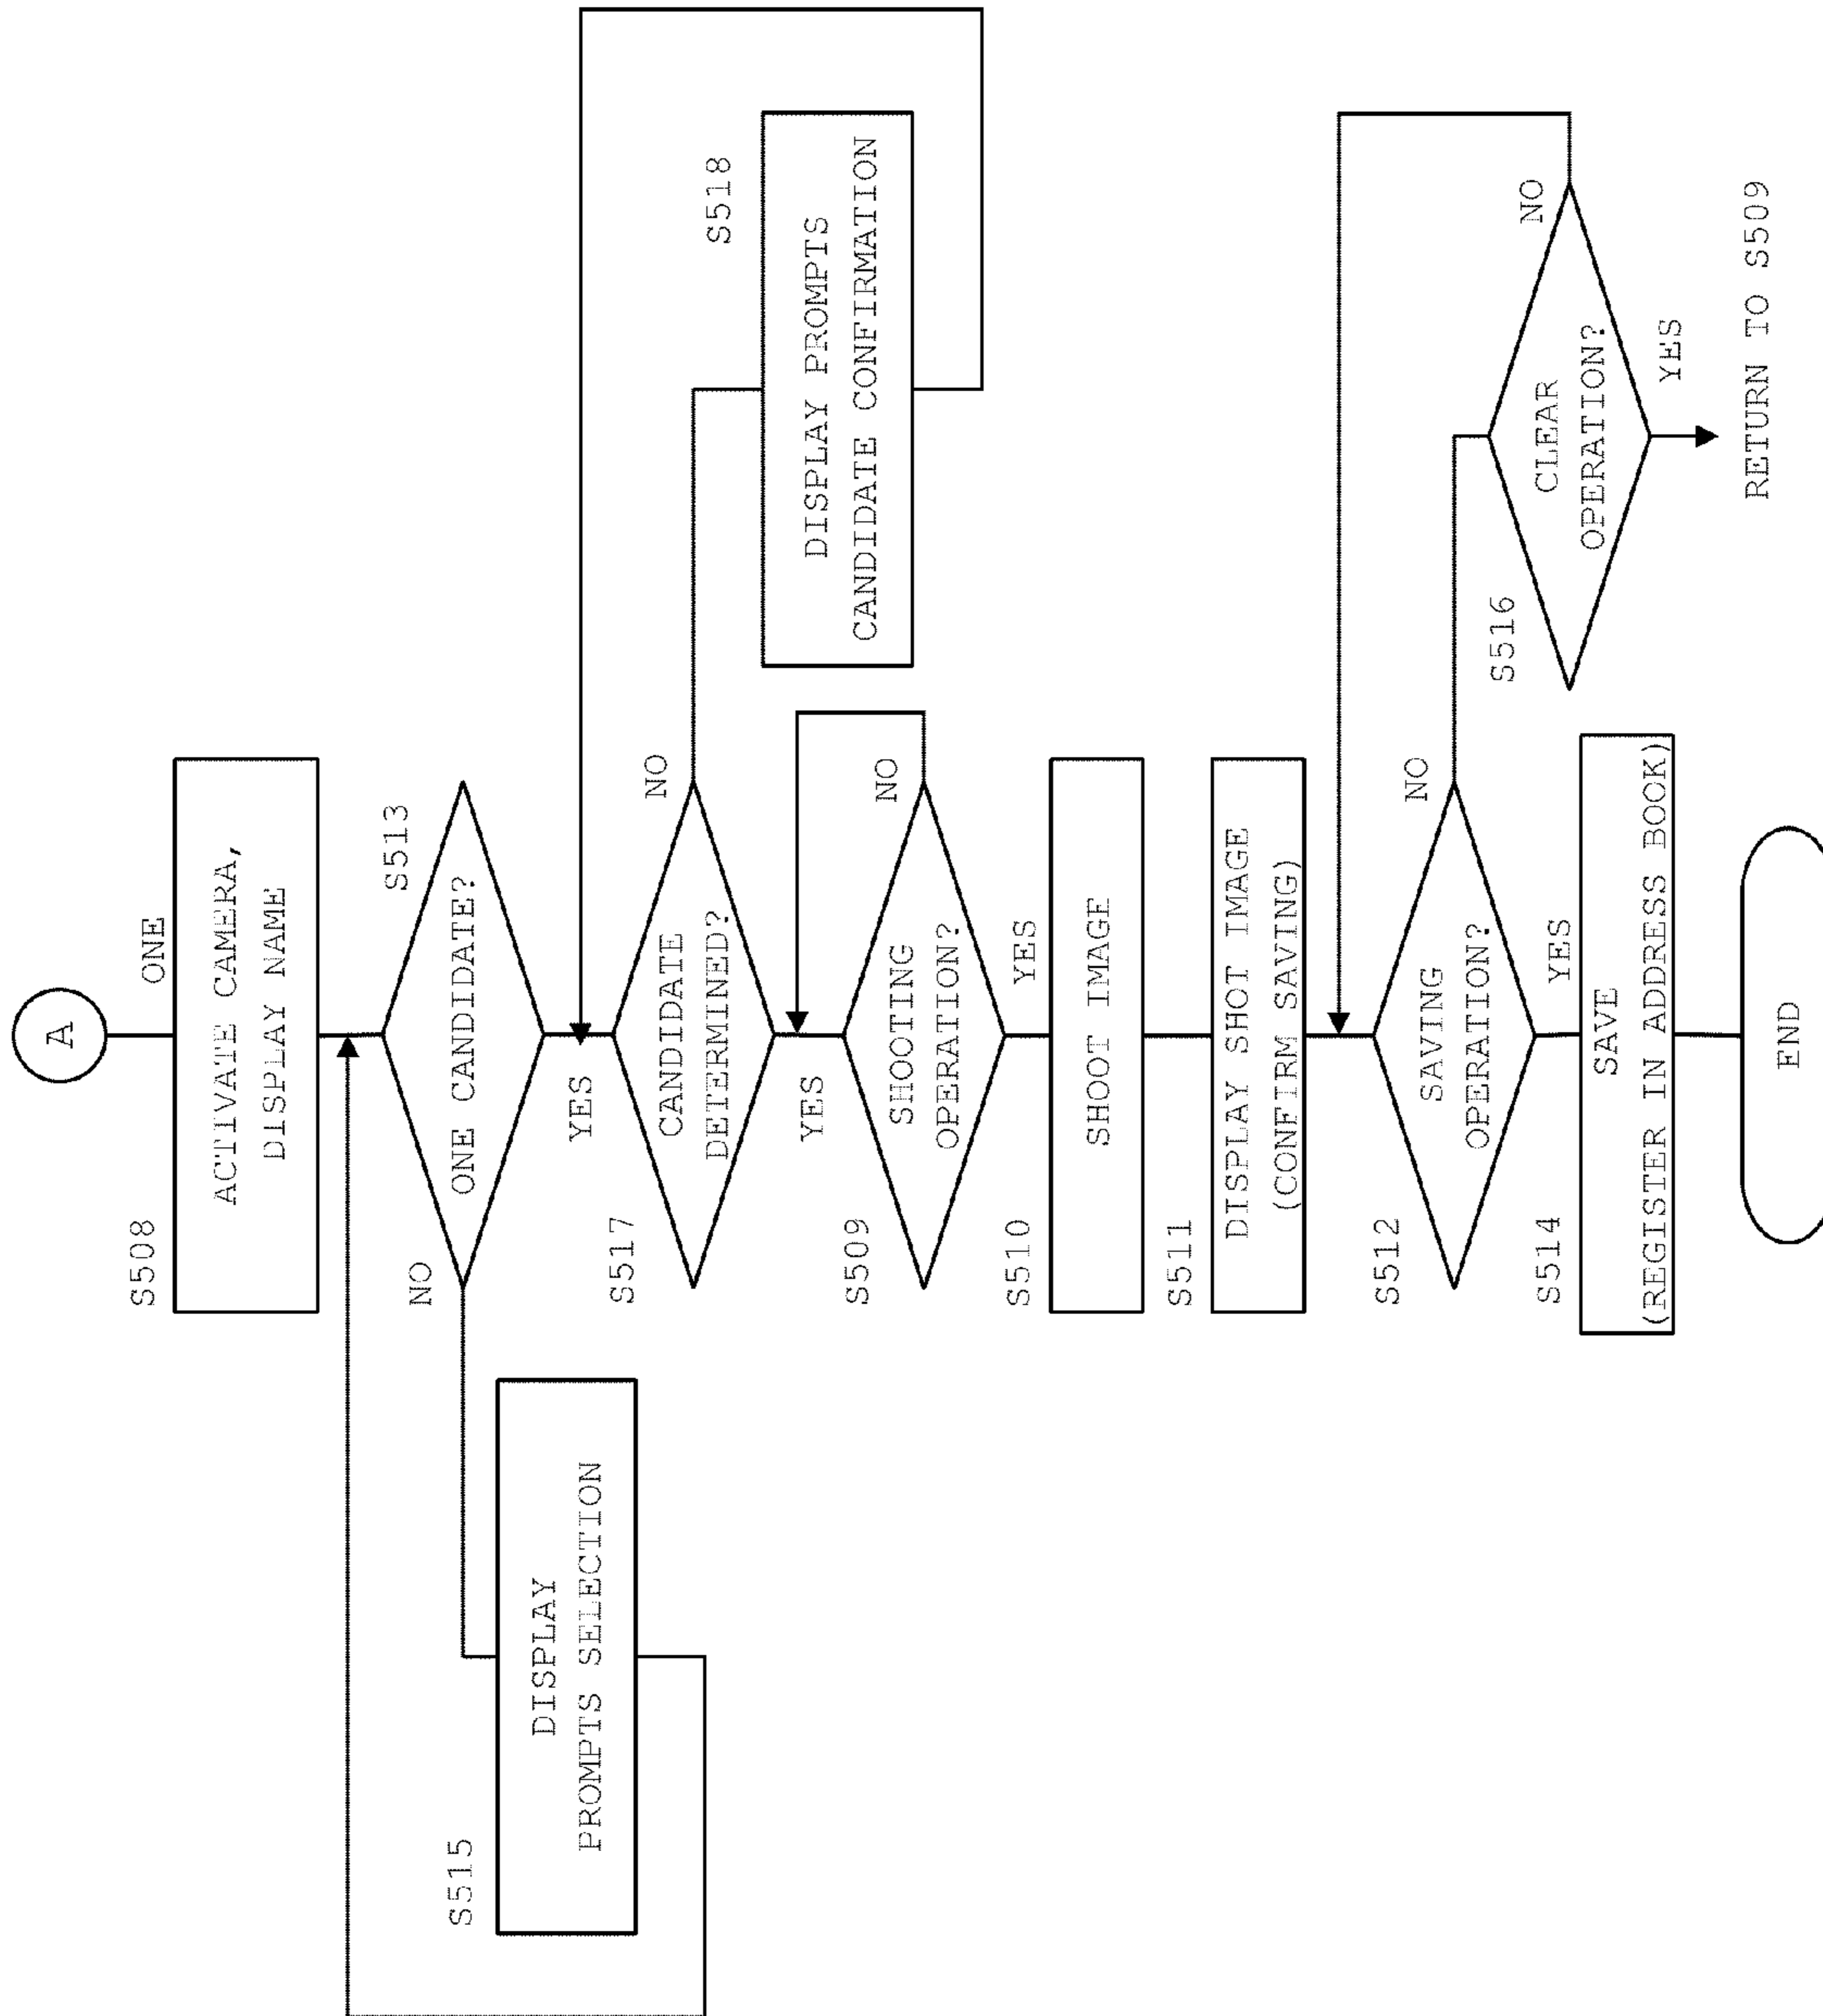 A
ONE
S508
ACTIVATE CAMERA,
DISPLAY NAME
S513
ONE CANDIDATE?
NO
YES
S515
DISPLAY
PROMPTS SELECTION
S517
CANDIDATE
DETERMINED?
NO
YES
S518
DISPLAY PROMPTS
CANDIDATE CONFIRMATION
S509
SHOOTING
OPERATION?
NO
YES
S510
SHOOT IMAGE
S511
DISPLAY SHOT IMAGE
(CONFIRM SAVING)
S512
SAVING
OPERATION?
NO
YES
S516
CLEAR
OPERATION?
NO
YES
RETURN TO S509
S514
SAVE
(REGISTER IN ADDRESS BOOK)
END